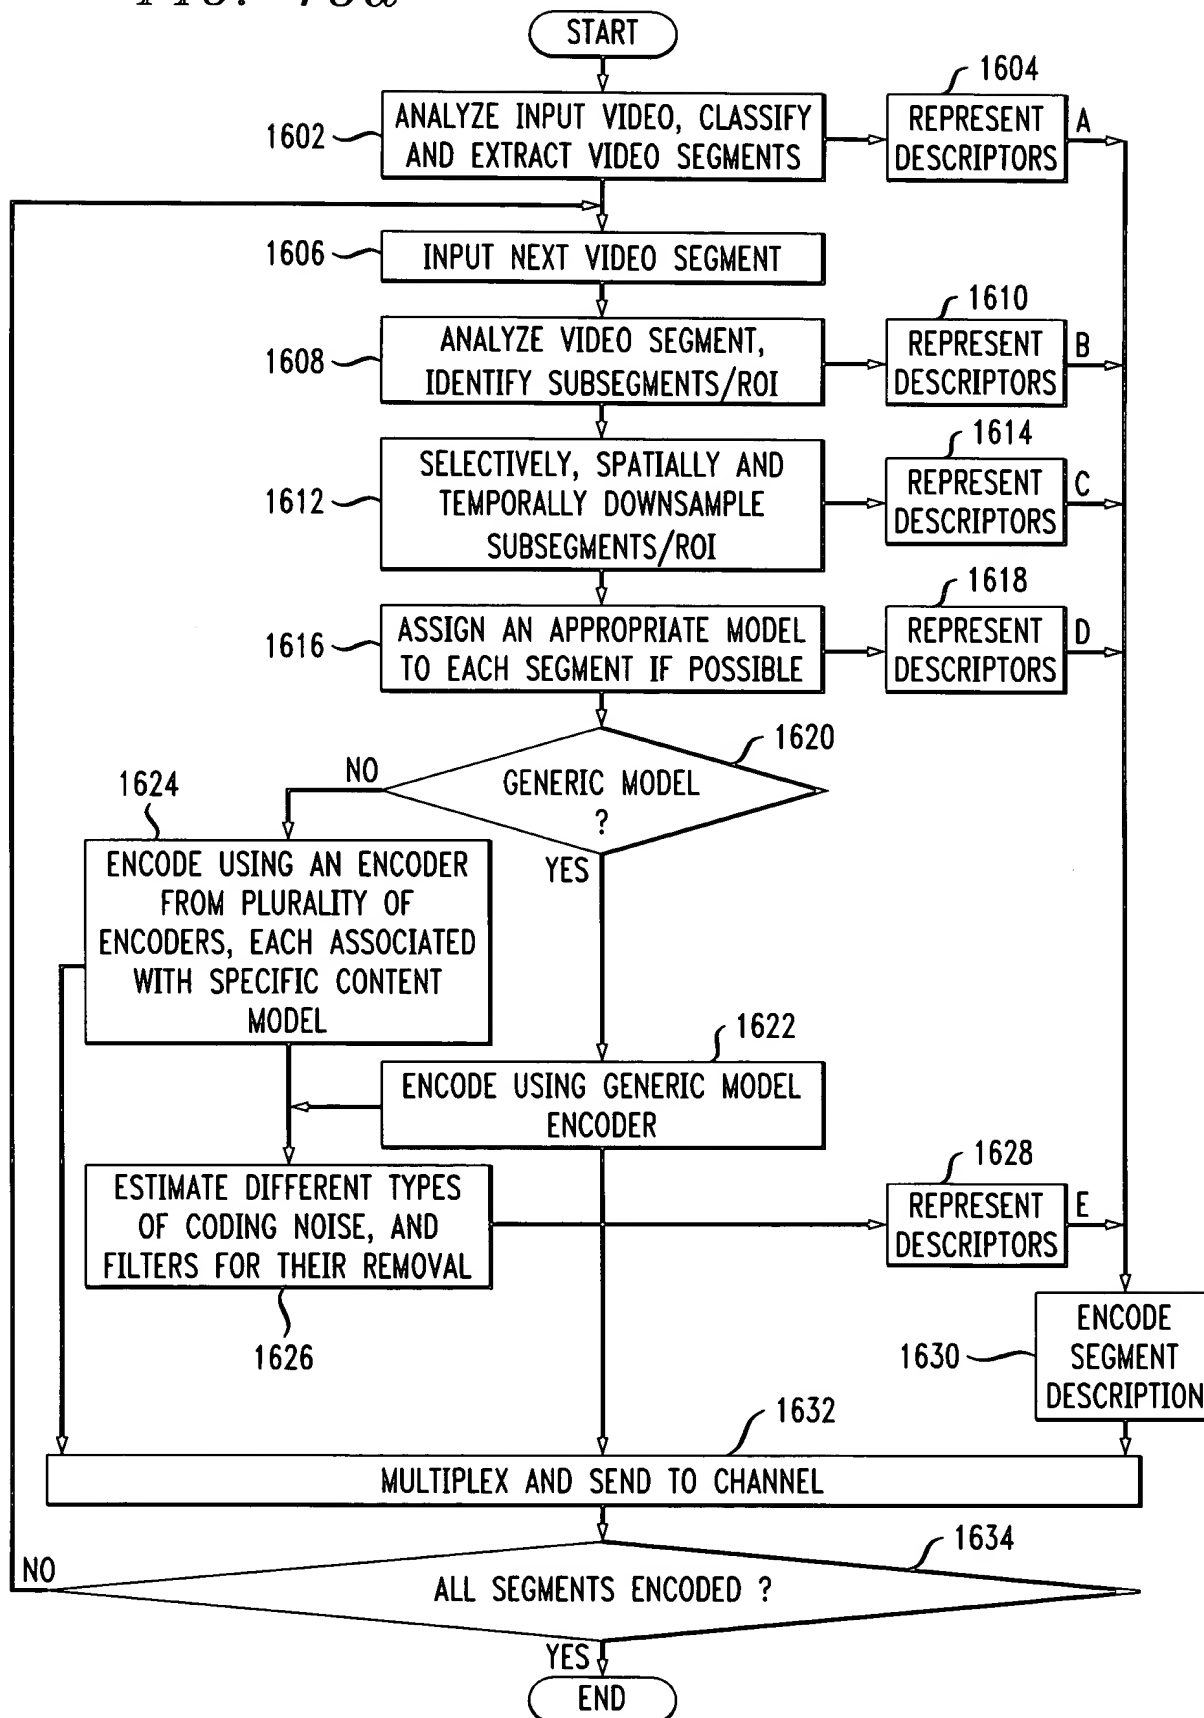 START
1604
1602
ANALYZE INPUT VIDEO, CLASSIFY
AND EXTRACT VIDEO SEGMENTS
REPRESENT
DESCRIPTORS
A
1606
INPUT NEXT VIDEO SEGMENT
1610
1608
ANALYZE VIDEO SEGMENT,
IDENTIFY SUBSEGMENTS/ROI
REPRESENT
DESCRIPTORS
B
1614
1612
SELECTIVELY, SPATIALLY AND
TEMPORALLY DOWNSAMPLE
SUBSEGMENTS/ROI
REPRESENT
DESCRIPTORS
C
1618
1616
ASSIGN AN APPROPRIATE MODEL
TO EACH SEGMENT IF POSSIBLE
REPRESENT
DESCRIPTORS
D
1620
GENERIC MODEL
?
NO
YES
1624
ENCODE USING AN ENCODER
FROM PLURALITY OF
ENCODERS, EACH ASSOCIATED
WITH SPECIFIC CONTENT
MODEL
1622
ENCODE USING GENERIC MODEL
ENCODER
ESTIMATE DIFFERENT TYPES
OF CODING NOISE, AND
FILTERS FOR THEIR REMOVAL
1626
1628
REPRESENT
DESCRIPTORS
E
1630
ENCODE
SEGMENT
DESCRIPTION
1632
MULTIPLEX AND SEND TO CHANNEL
1634
NO
ALL SEGMENTS ENCODED ?
YES
END